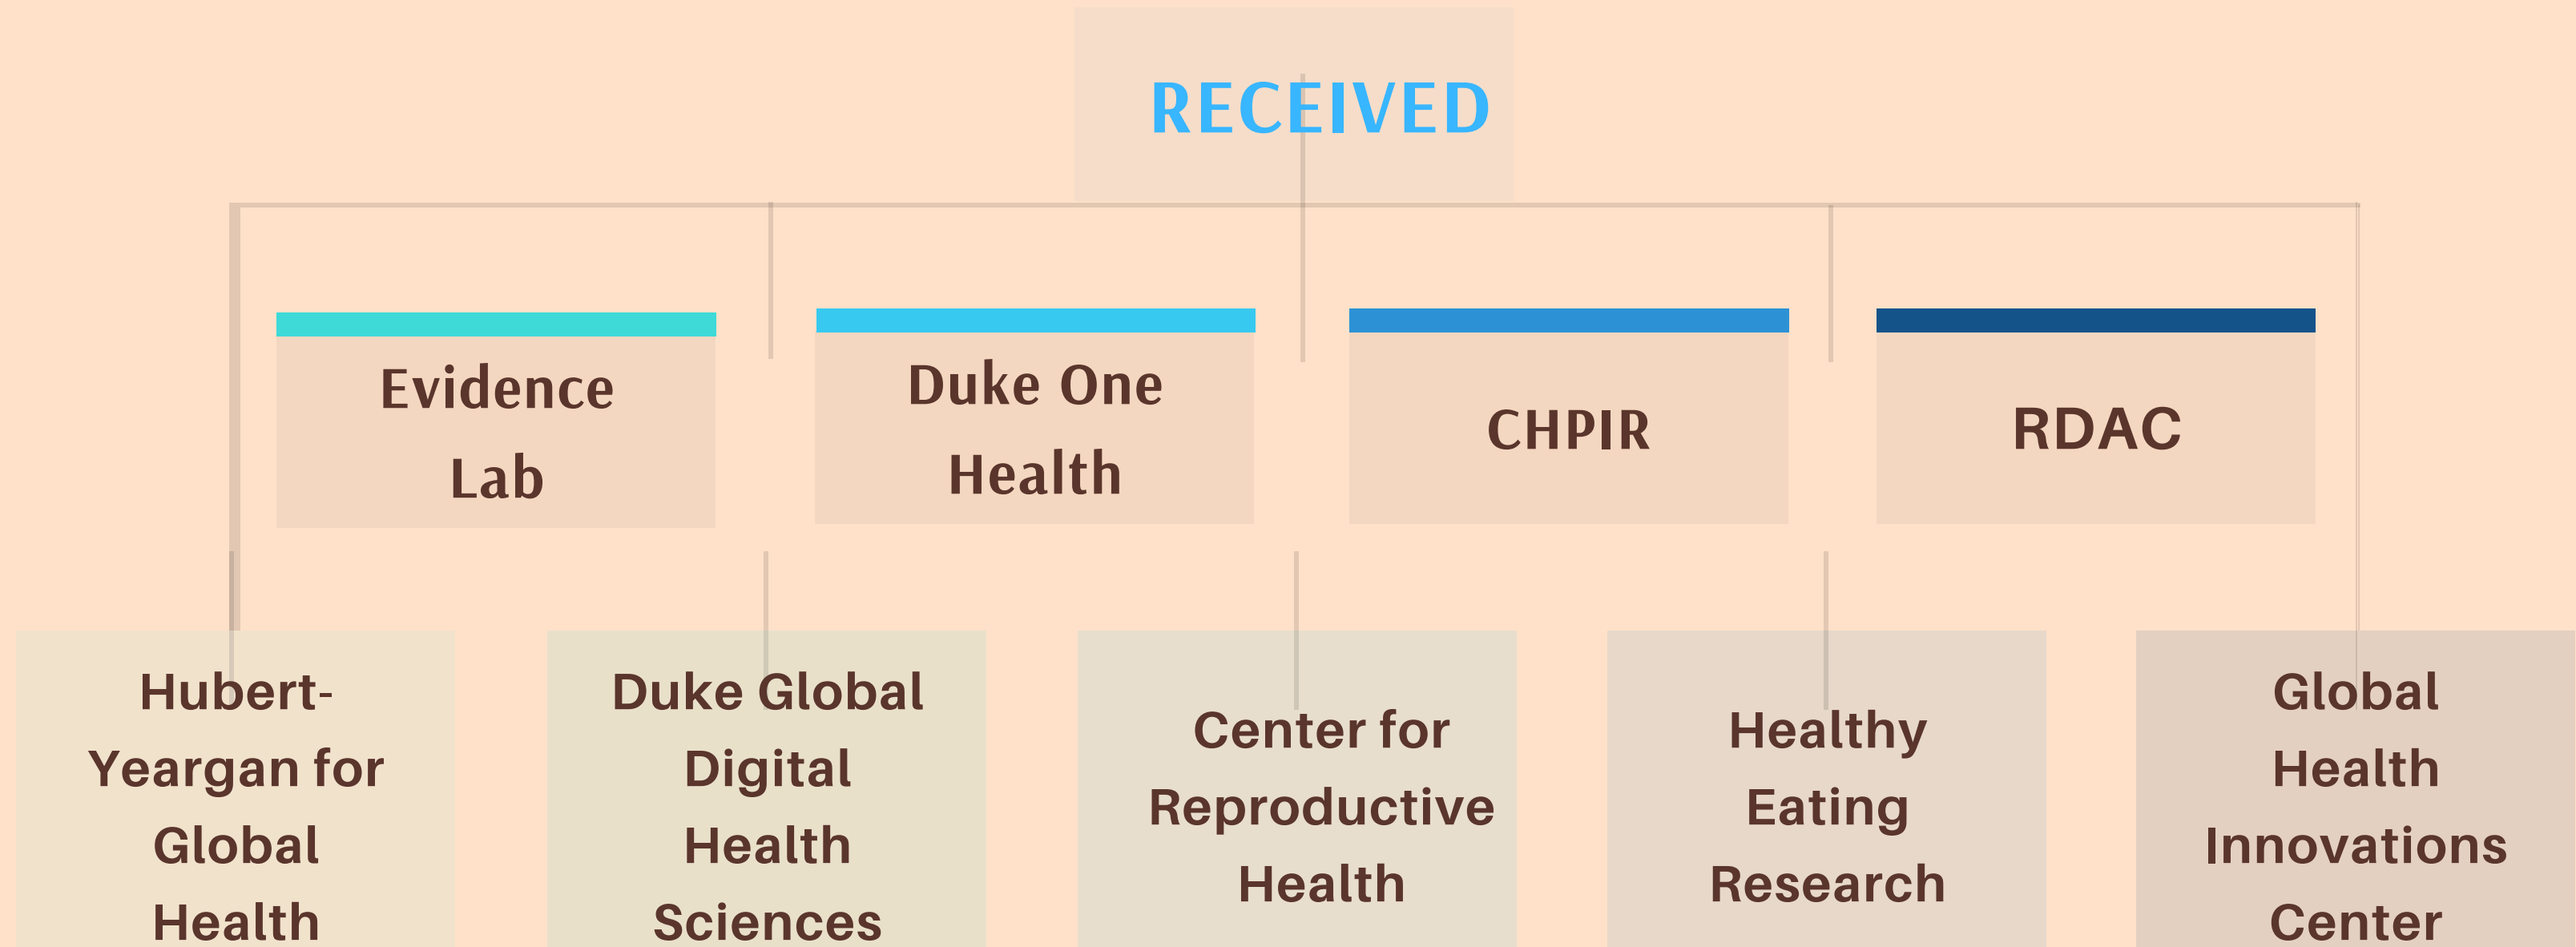 RECEIVED
Evidence
Lab
Duke One
Health
CHPIR
RDAC
Hubert-
Yeargan for
Global
Health
Duke Global
Digital
Health
Sciences
Center for
Reproductive
Health
Healthy
Eating
Research
Global
Health
Innovations
Center